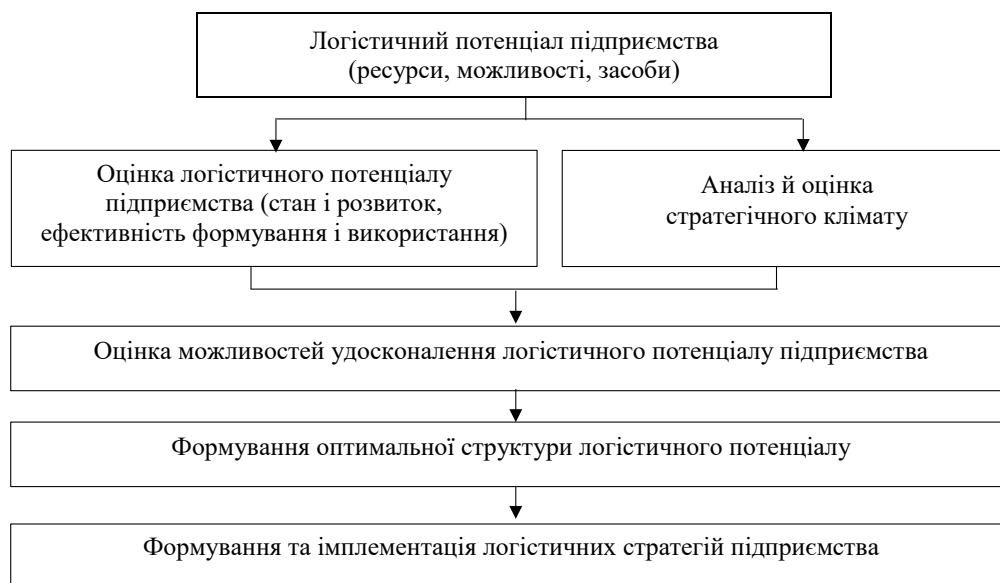 Логістичний потенціал підприємства
(ресурси, можливості, засоби)
Оцінка логістичного потенціалу
підприємства (стан і розвиток,
ефективність формування і використання)
Аналіз й оцінка
стратегічного клімату
Оцінка можливостей удосконалення логістичного потенціалу підприємства
Формування оптимальної структури логістичного потенціалу
Формування та імплементація логістичних стратегій підприємства